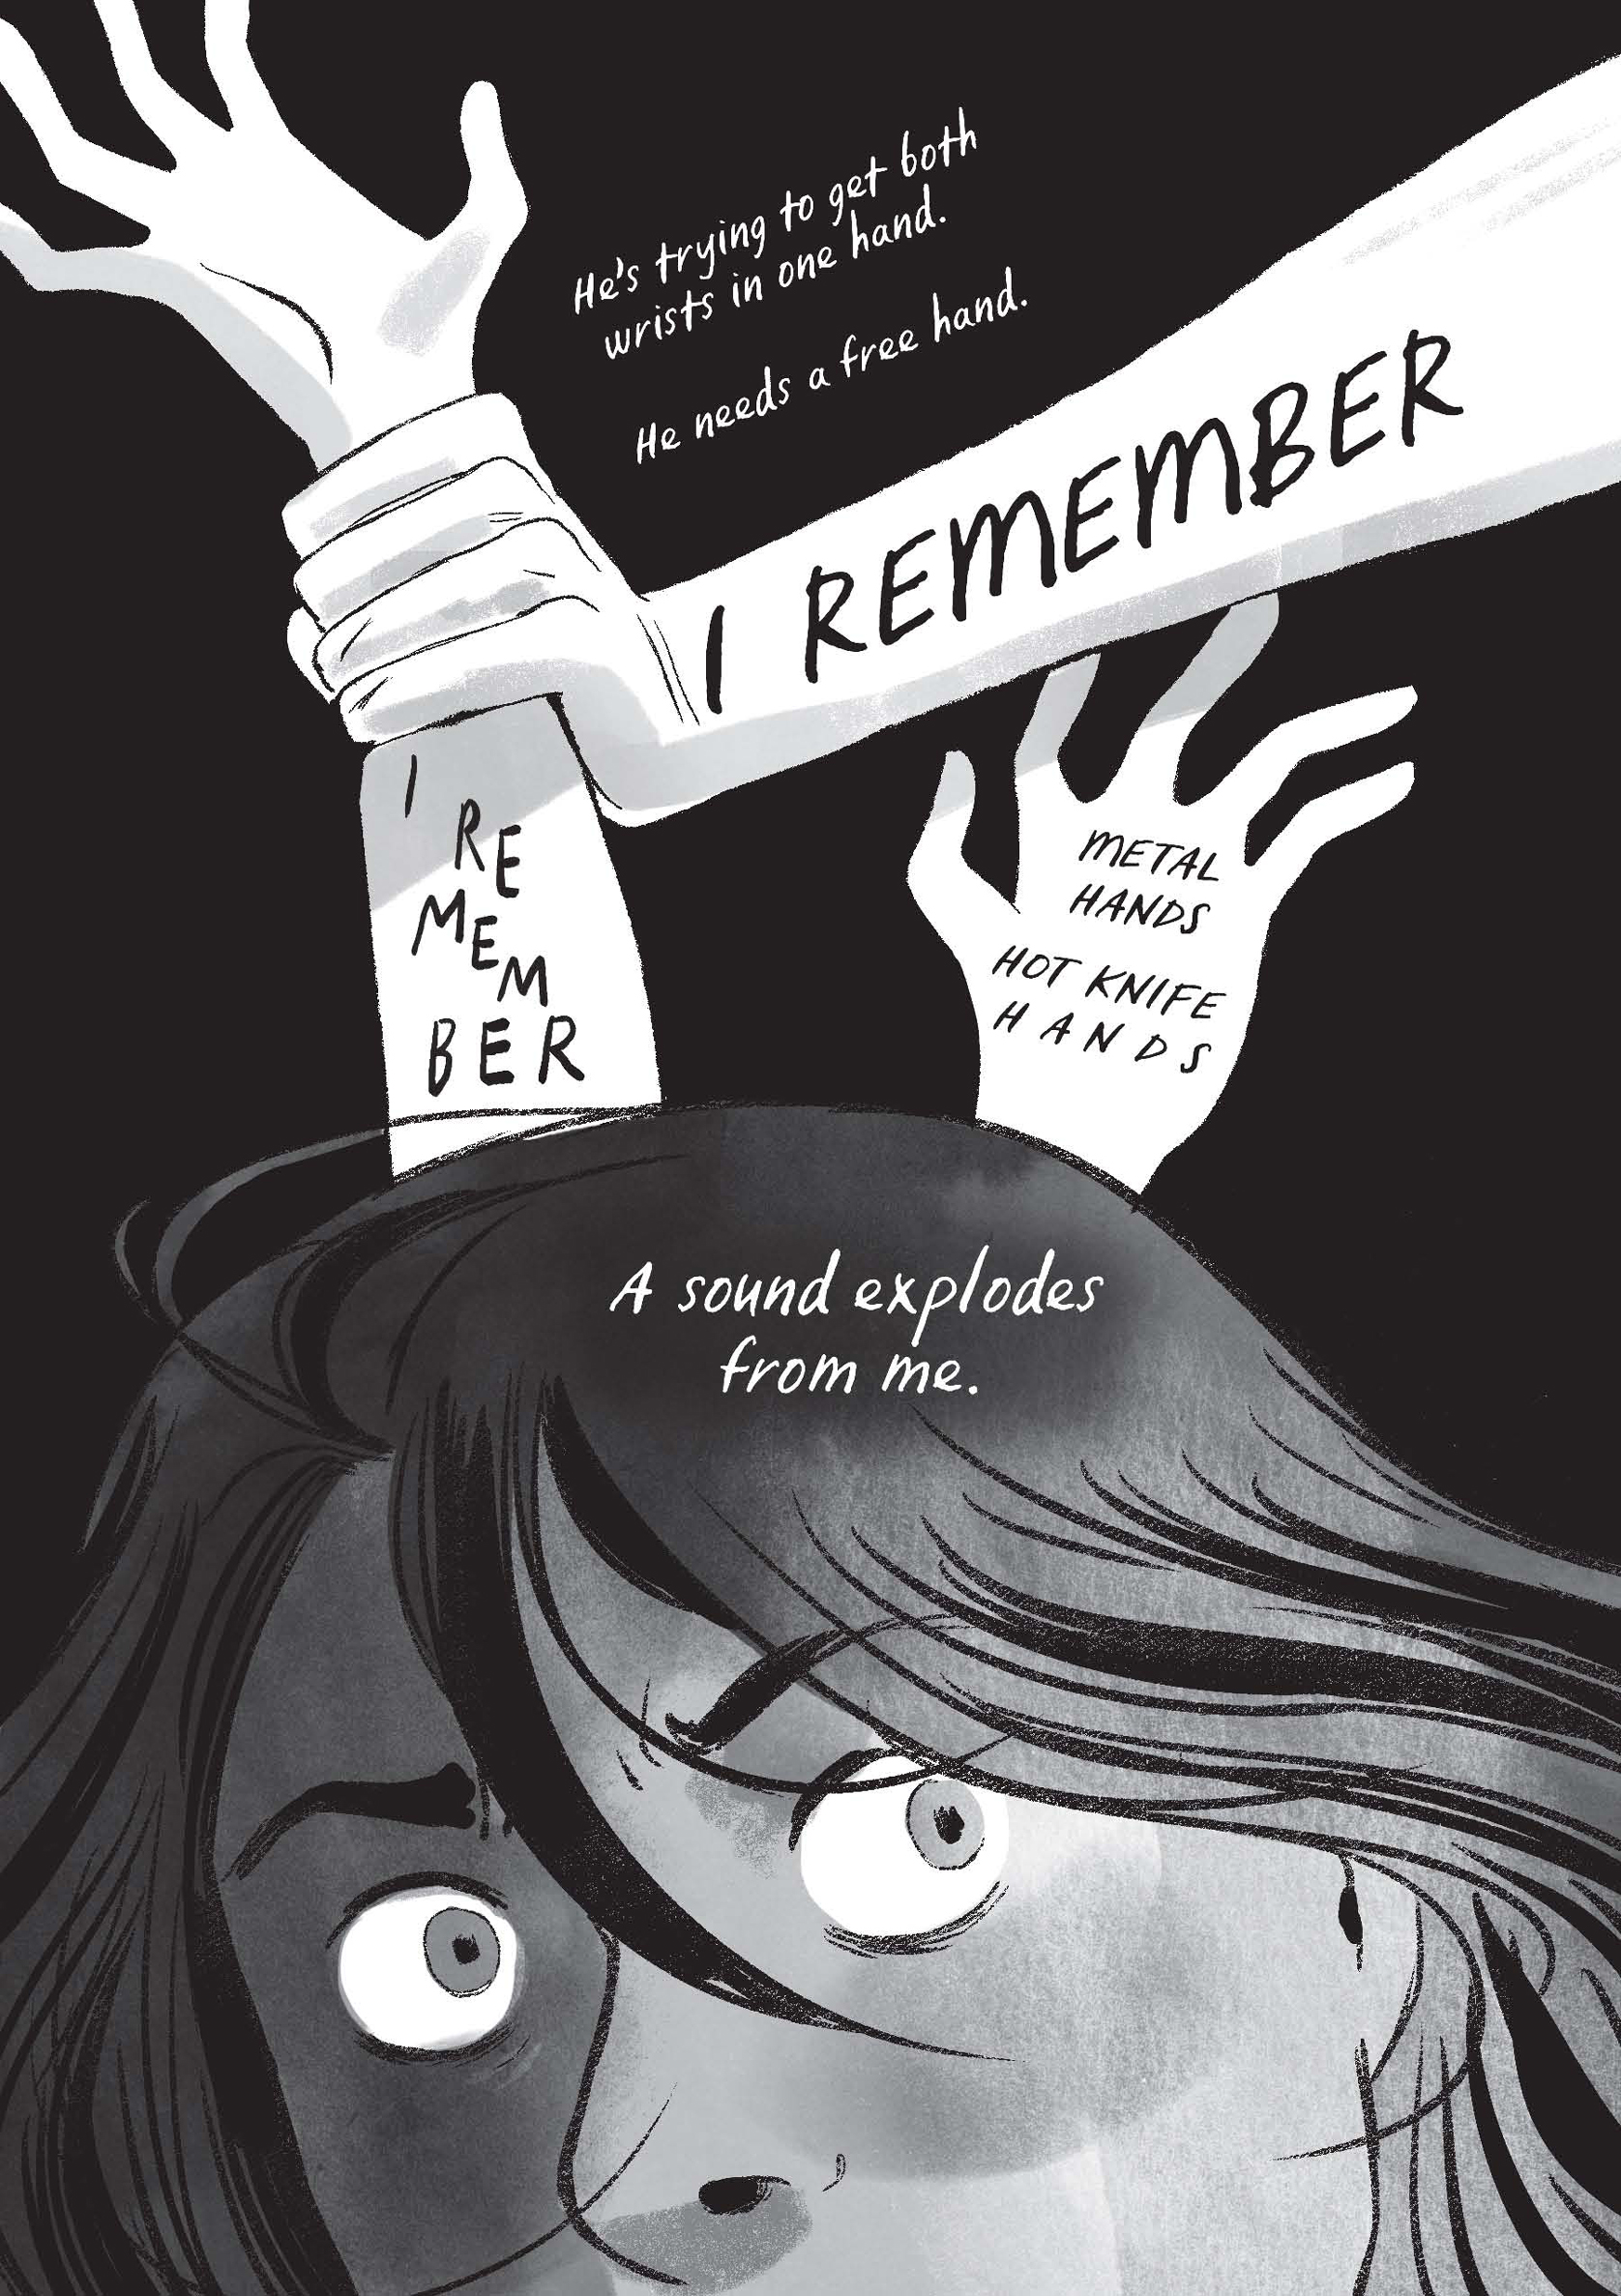 He's trying to get both
wrists in one hand.
He needs a free hand.
I REMEMBER
I
RE
MEM
BER
METAL
HANDS
HOT KNIFE
HANDS
A sound explodes
from me.